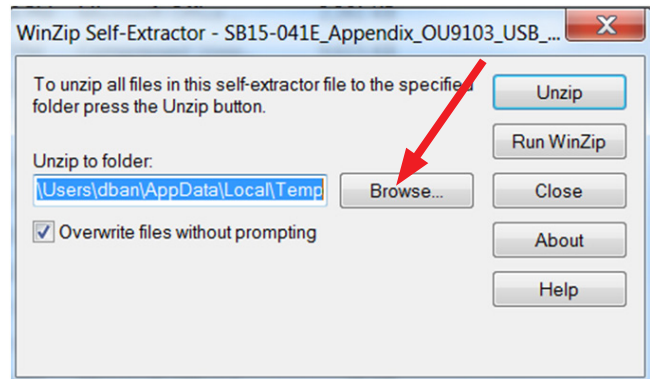 WinZip Self-Extractor - SB15-041E_Appendix_OU9103_USB_...
To unzip all files in this self-extractor file to the specified
folder press the Unzip button.
Unzip to folder:
\Users\dban\AppData\Local\Temp
Browse...
Overwrite files without prompting
Unzip
Run WinZip
Close
About
Help